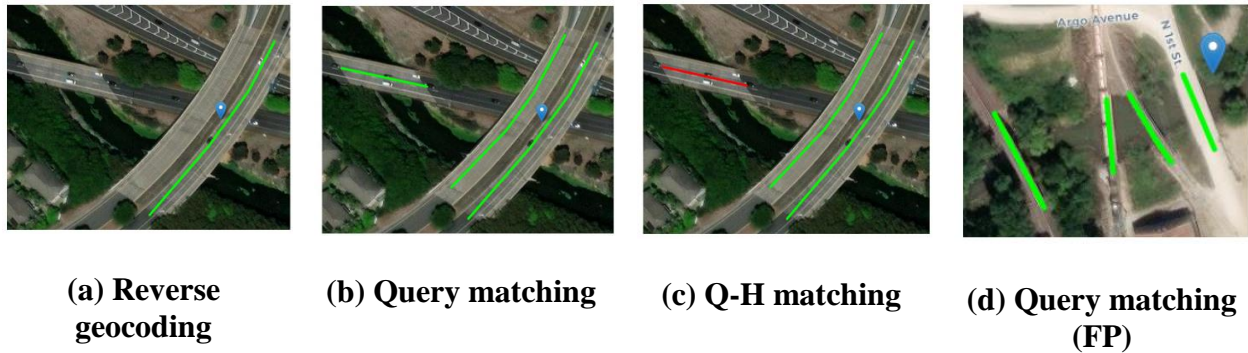 Argo Avenue
N 1st St.
(a) Reverse
geocoding
(b) Query matching
(c) Q-H matching
(d) Query matching
(FP)